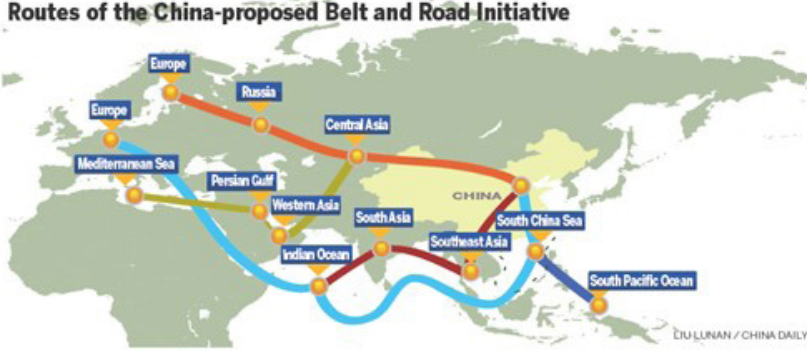 Routes of the China-proposed Belt and Road Initiative
Europe
Russia
Europe
Central Asia
Mediterranean Sea
Persian Gulf
Western Asia
CHINA
South Asia
South China Sea
Southeast Asia
Indian Ocean
South Pacific Ocean
LIU LUNAN / CHINA DAILY